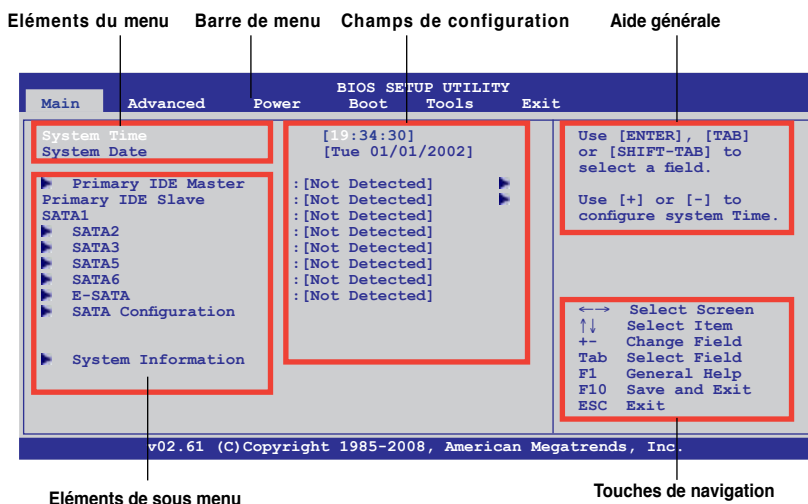 Eléments du menu Barre de menu Champs de configuration Aide générale
BIOS SETUP UTILITY
Main Advanced Power Boot Tools Exit
System Time [19:34:30]
System Date [Tue 01/01/2002]
Primary IDE Master :[Not Detected]
Primary IDE Slave :[Not Detected]
SATA1 :[Not Detected]
SATA2 :[Not Detected]
SATA3 :[Not Detected]
SATA5 :[Not Detected]
SATA6 :[Not Detected]
E-SATA :[Not Detected]
SATA Configuration
System Information
Use [ENTER], [TAB]
or [SHIFT-TAB] to
select a field.
Use [+] or [-] to
configure system Time.
←→ Select Screen
↑↓ Select Item
+- Change Field
Tab Select Field
F1 General Help
F10 Save and Exit
ESC Exit
v02.61 (C)Copyright 1985-2008, American Megatrends, Inc.
Eléments de sous menu
Touches de navigation